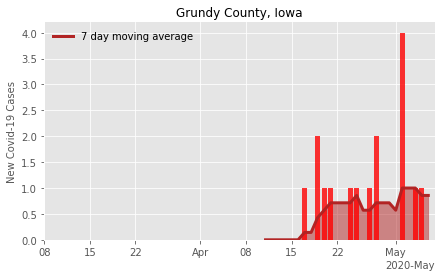 Grundy County, Iowa
7 day moving average
New Covid-19 Cases
4.0
3.5
3.0
2.5
2.0
1.5
1.0
0.5
0.0
08 15 22 Apr 08 15 22 May
2020-May